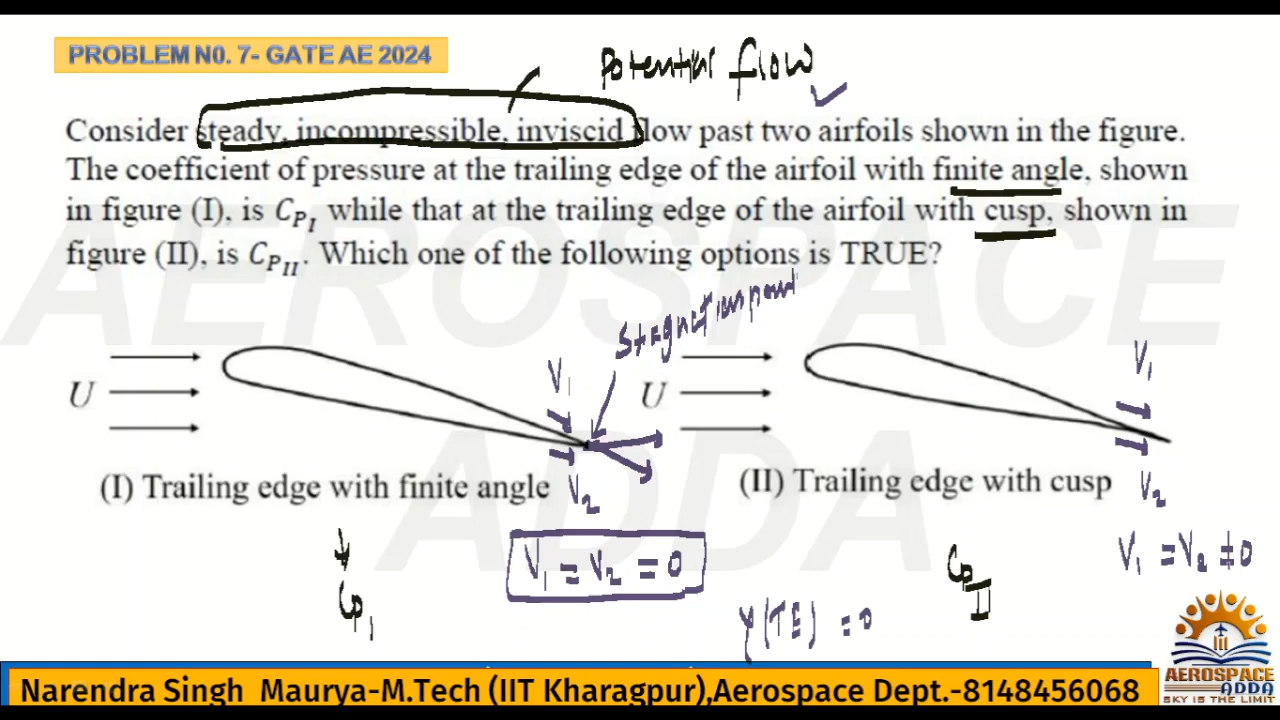 PROBLEM N0. 7- GATE AE 2024
Potential flow
Consider steady, incompressible, inviscid flow past two airfoils shown in the figure.
The coefficient of pressure at the trailing edge of the airfoil with finite angle, shown
in figure (I), is C_{P_I} while that at the trailing edge of the airfoil with cusp, shown in
figure (II), is C_{P_{II}}. Which one of the following options is TRUE?
AEROSPACE
ADDA
Stagnation point
V₁
V₁
U
U
(I) Trailing edge with finite angle
V₂
(II) Trailing edge with cusp
V₂
V₁ = V₂ = 0
V₁ = V₂ ≠ 0
Cp₁
Cp_{II}
γ(TE) = 0
Narendra Singh Maurya-M.Tech (IIT Kharagpur),Aerospace Dept.-8148456068
AEROSPACE
ADDA
SKY IS THE LIMIT